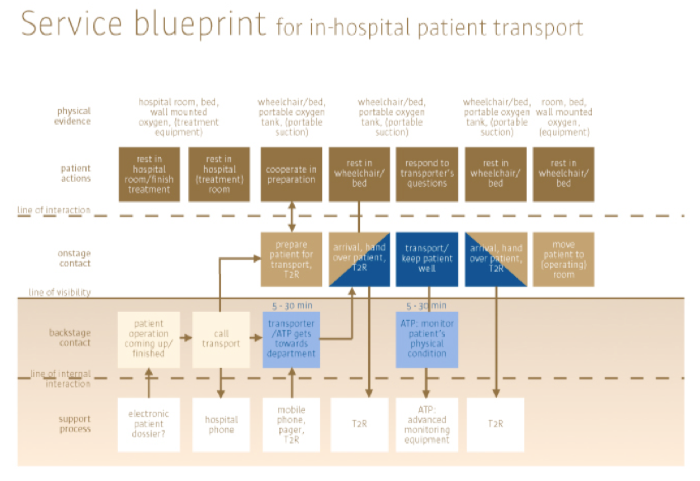 Service blueprint for in-hospital patient transport
physical
evidence
hospital room, bed,
wall mounted
oxygen, (treatment
equipment)
wheelchair/bed,
portable oxygen
tank, (portable
suction)
wheelchair/bed,
portable oxygen
tank, (portable
suction)
wheelchair/bed,
portable oxygen
tank, (portable
suction)
room, bed,
wall mounted
oxygen,
(equipment)
patient
actions
rest in
hospital
room/finish
treatment
rest in
hospital
(treatment)
room
cooperate in
preparation
rest in
wheelchair/
bed
respond to
transporter's
questions
rest in
wheelchair/
bed
rest in
wheelchair/
bed
line of interaction
onstage
contact
prepare
patient for
transport,
T2R
arrival, hand
over patient,
T2R
transport/
keep patient
well
arrival, hand
over patient,
T2R
move
patient to
(operating)
room
line of visibility
5 - 30 min
5 - 30 min
backstage
contact
patient
operation
coming up/
finished
call
transport
transporter
/ATP gets
towards
department
ATP: monitor
patient's
physical
condition
line of internal
interaction
support
process
electronic
patient
dossier?
hospital
phone
mobile
phone,
pager,
T2R
T2R
ATP:
advanced
monitoring
equipment
T2R